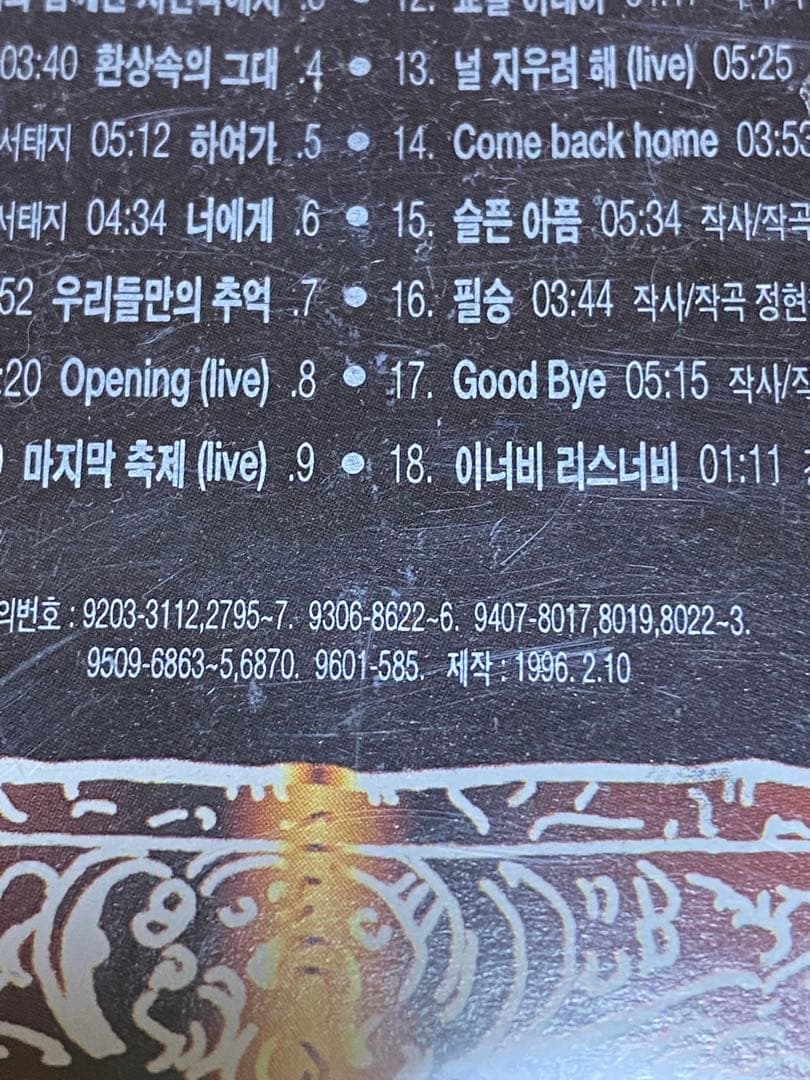 12. 교실 이데아
03:40 환상속의 그대 .4 ● 13. 널 지우려 해 (live) 05:25
서태지 05:12 하여가 .5 ● 14. Come back home 03:53
서태지 04:34 너에게 .6 ● 15. 슬픈 아픔 05:34 작사/작곡
52 우리들만의 추억 .7 ● 16. 필승 03:44 작사/작곡 정현
:20 Opening (live) .8 ● 17. Good Bye 05:15 작사/작
마지막 축제 (live) .9 ● 18. 이너비 리스너비 01:11
의번호 : 9203-3112,2795~7. 9306-8622~6. 9407-8017,8019,8022~3.
9509-6863~5,6870. 9601-585. 제작 : 1996. 2.10